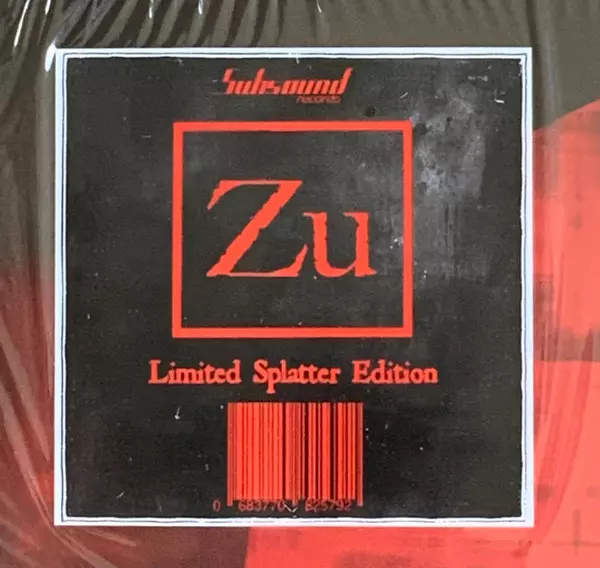 Subsound
records
Zu
Limited Splatter Edition
0 683770 825792